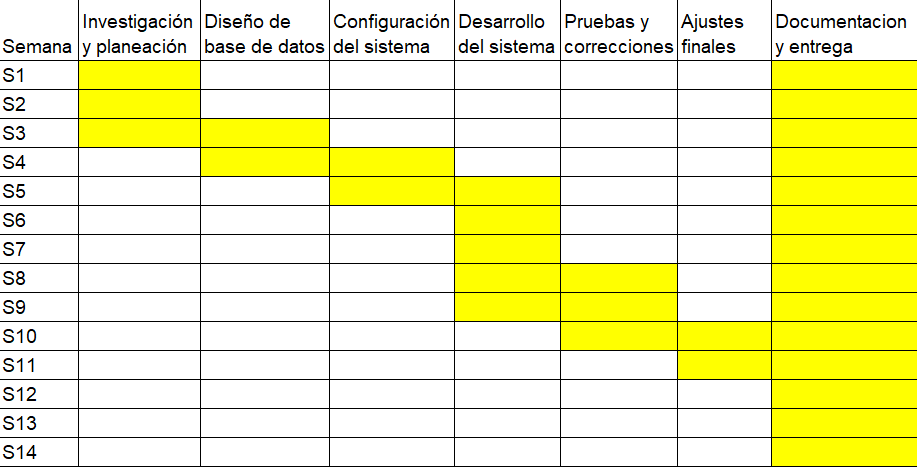 Semana
Investigación
y planeación
Diseño de
base de datos
Configuración
del sistema
Desarrollo
del sistema
Pruebas y
correcciones
Ajustes
finales
Documentacion
y entrega
S1
S2
S3
S4
S5
S6
S7
S8
S9
S10
S11
S12
S13
S14